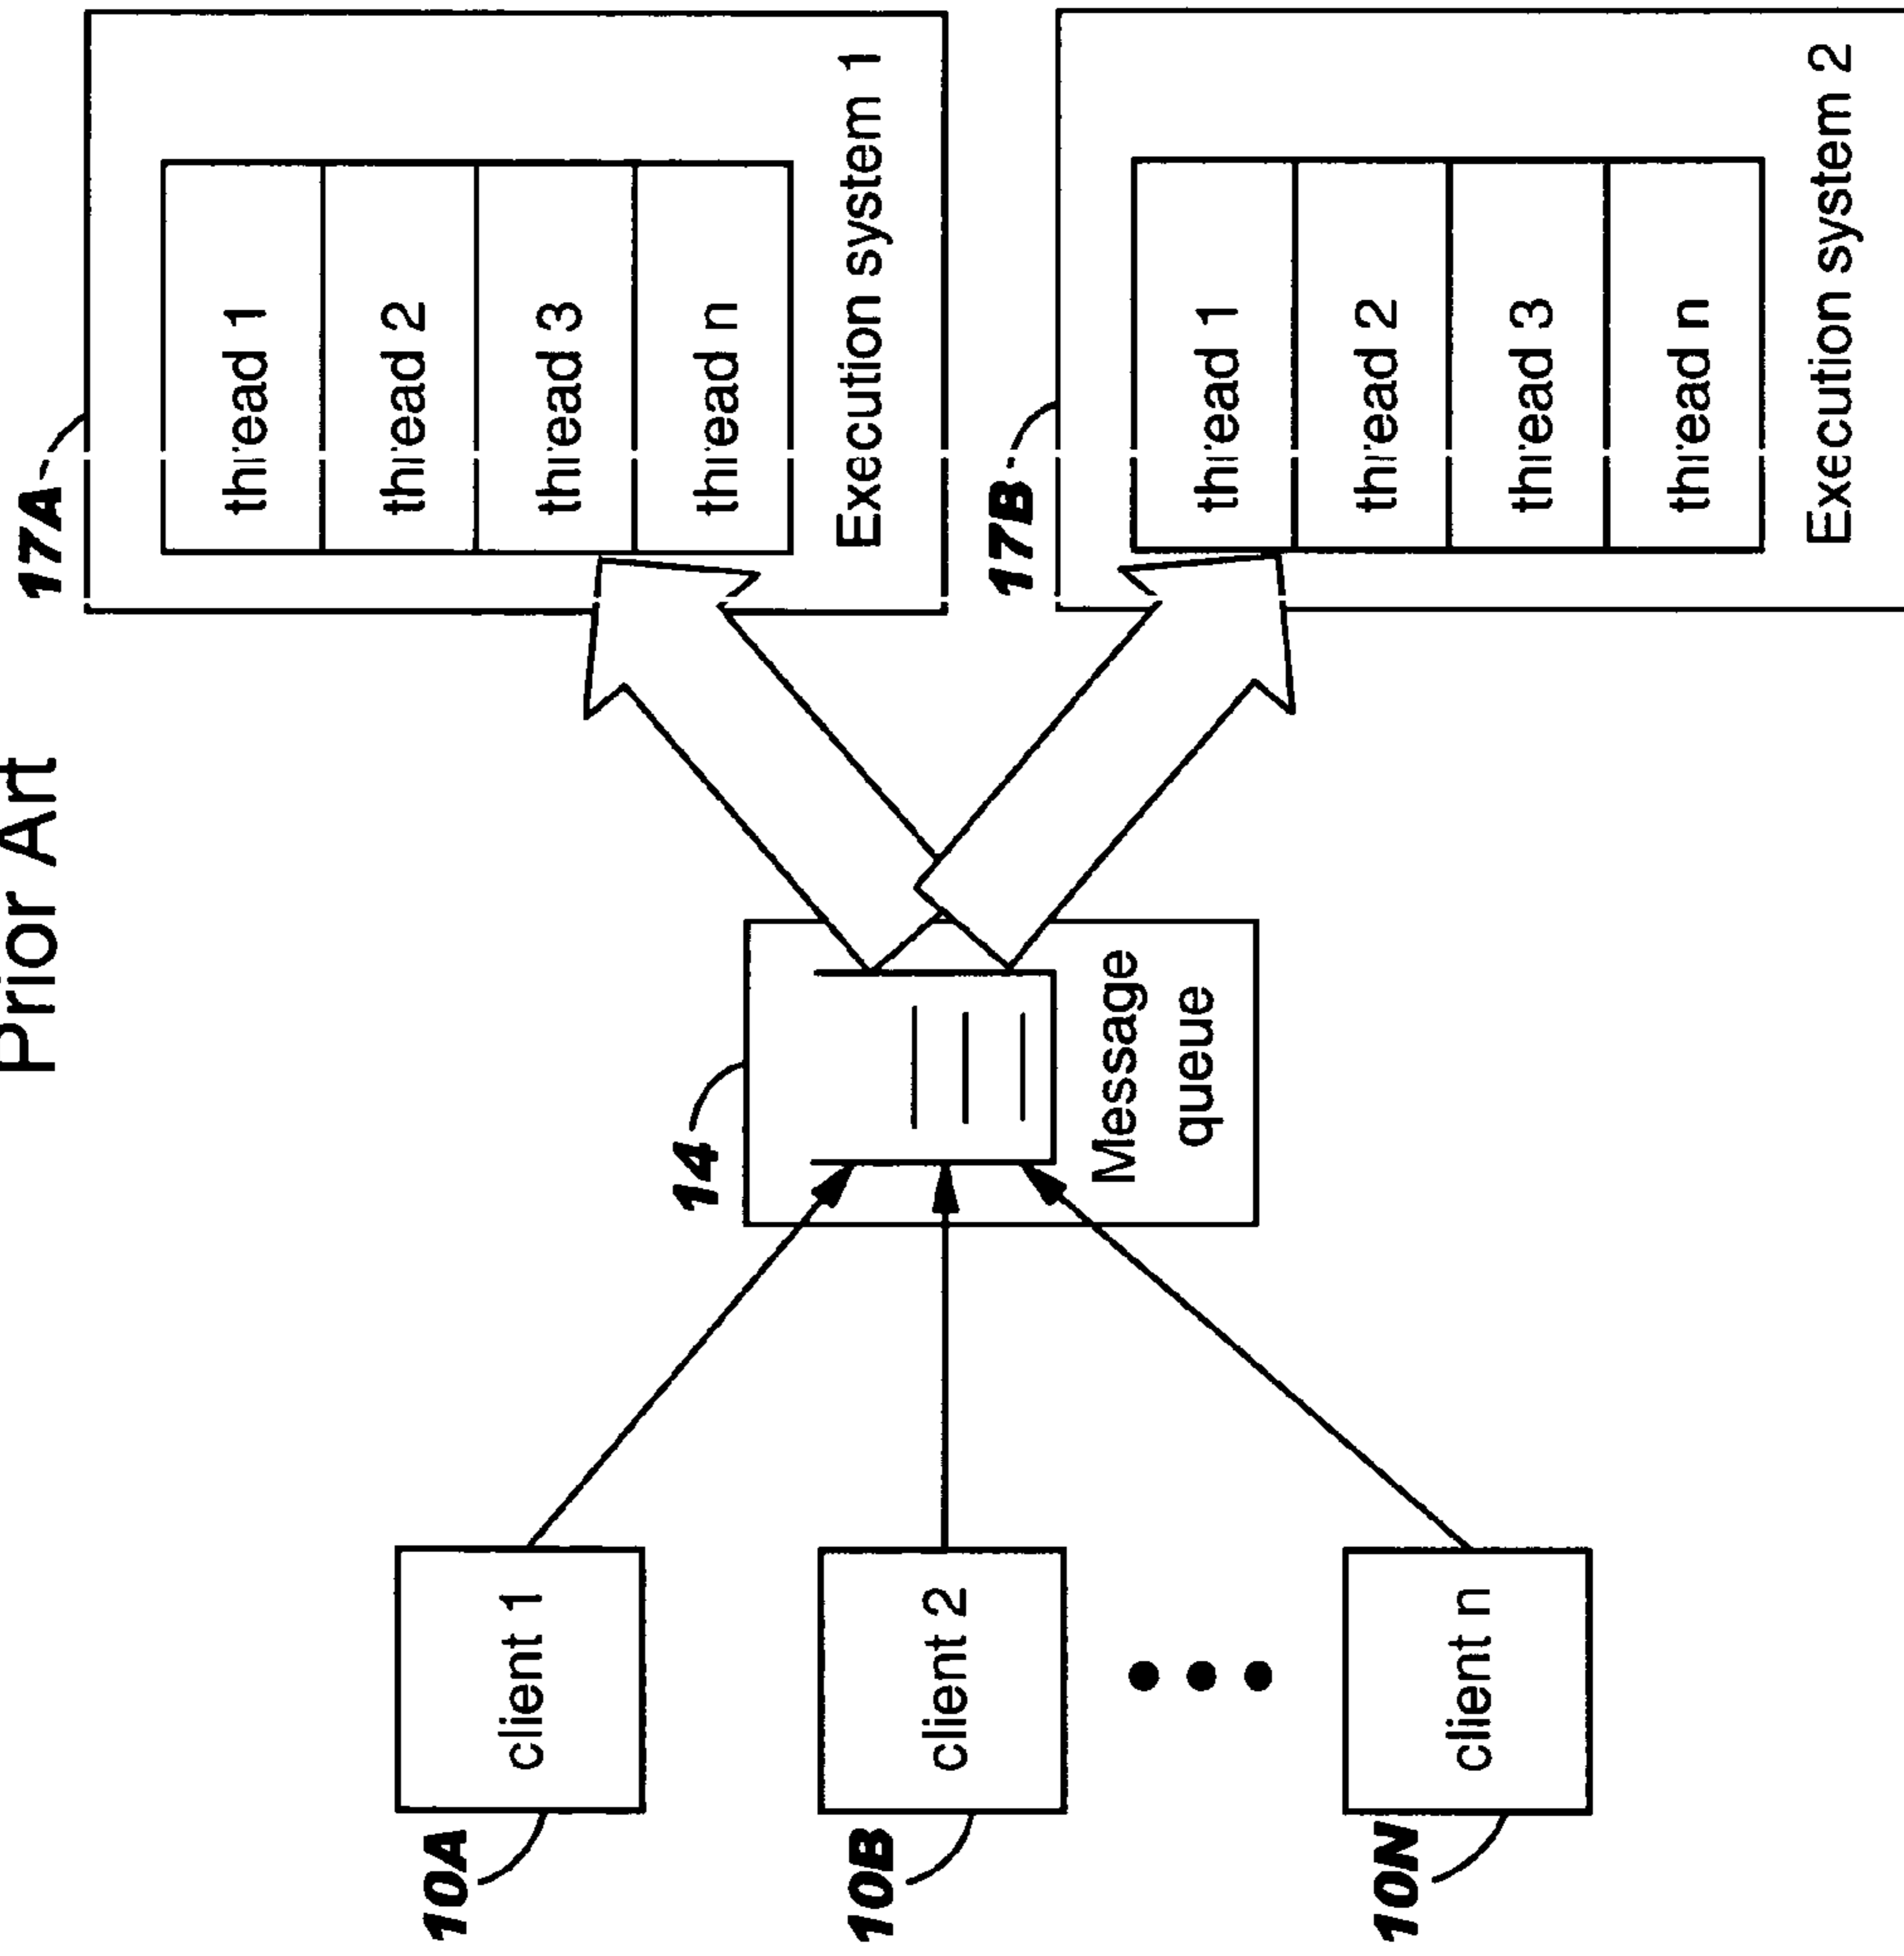 Prior Art
10A
client 1
10B
client 2
10N
client n
14
Message
queue
17A
thread 1
thread 2
thread 3
thread n
Execution system 1
17B
thread 1
thread 2
thread 3
thread n
Execution system 2